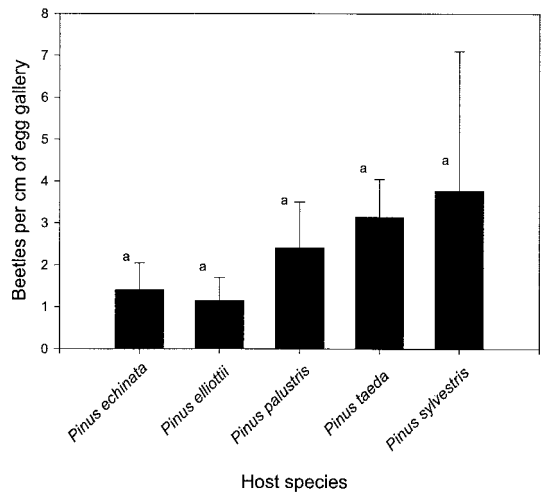 8
7
6
5
4
3
2
1
0
Beetles per cm of egg gallery
a
a
a
a
a
Pinus echinata
Pinus elliottii
Pinus palustris
Pinus taeda
Pinus sylvestris
Host species